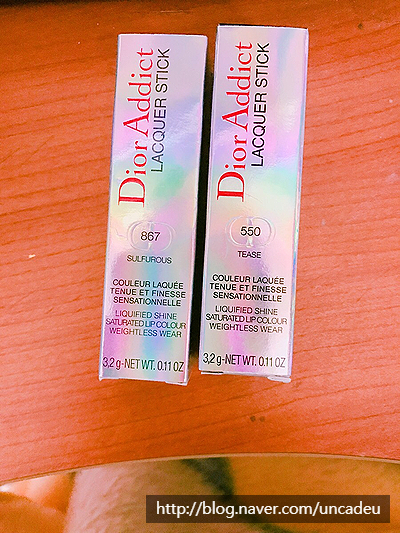 Dior Addict
LACQUER STICK
867
SULFUROUS
COULEUR LAQUÉE
TENUE ET FINESSE
SENSATIONNELLE
LIQUIFIED SHINE
SATURATED LIP COLOUR
WEIGHTLESS WEAR
3,2 g-NET WT. 0.11 OZ
Dior Addict
LACQUER STICK
550
TEASE
COULEUR LAQUÉE
TENUE ET FINESSE
SENSATIONNELLE
LIQUIFIED SHINE
SATURATED LIP COLOUR
WEIGHTLESS WEAR
3,2 g-NET WT. 0.11 OZ
http://blog.naver.com/uncadeu